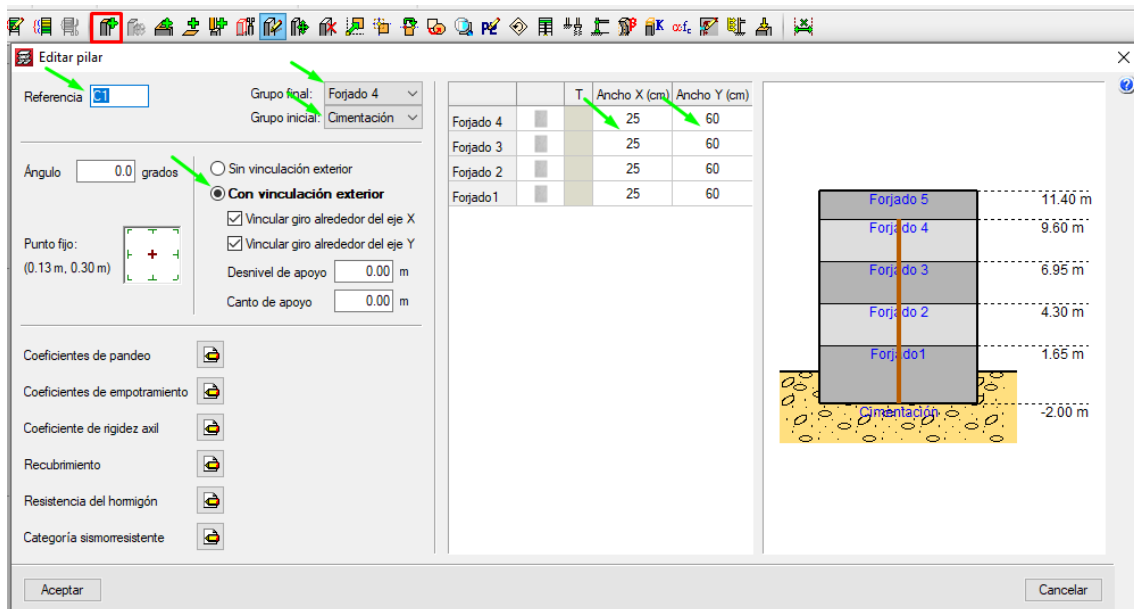 Editar pilar
Referencia C1
Grupo final: Forjado 4
Grupo inicial: Cimentación
Ángulo 0.0 grados
Sin vinculación exterior
Con vinculación exterior
Vincular giro alrededor del eje X
Vincular giro alrededor del eje Y
Desnivel de apoyo 0.00 m
Canto de apoyo 0.00 m
Punto fijo:
(0.13 m, 0.30 m)
Coeficientes de pandeo
Coeficientes de empotramiento
Coeficiente de rigidez axil
Recubrimiento
Resistencia del hormigón
Categoría sismorresistente
T Ancho X (cm) Ancho Y (cm)
Forjado 4 25 60
Forjado 3 25 60
Forjado 2 25 60
Forjado1 25 60
Forjado 5 11.40 m
Forjado 4 9.60 m
Forjado 3 6.95 m
Forjado 2 4.30 m
Forjado1 1.65 m
Cimentación -2.00 m
Aceptar
Cancelar